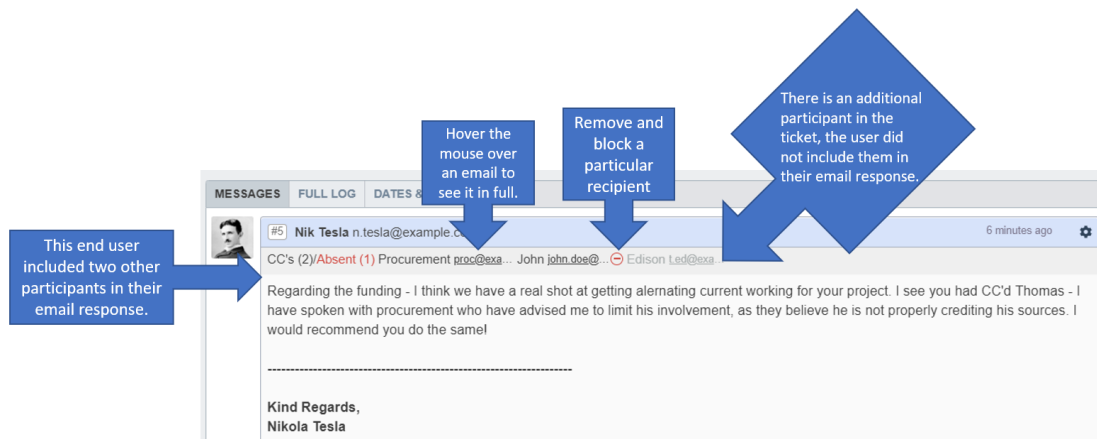 There is an additional
participant in the
ticket, the user did
not include them in
their email response.
Hover the
mouse over
an email to
see it in full.
Remove and
block a
particular
recipient
This end user
included two other
participants in their
email response.
MESSAGES FULL LOG DATES &
#5 Nik Tesla n.tesla@example.c 6 minutes ago
CC's (2)/Absent (1) Procurement proc@exa... John john.doe@... Edison t.ed@exa...
Regarding the funding - I think we have a real shot at getting alernating current working for your project. I see you had CC'd Thomas - I
have spoken with procurement who have advised me to limit his involvement, as they believe he is not properly crediting his sources. I
would recommend you do the same!
--------------------------------------------------------------------
Kind Regards,
Nikola Tesla